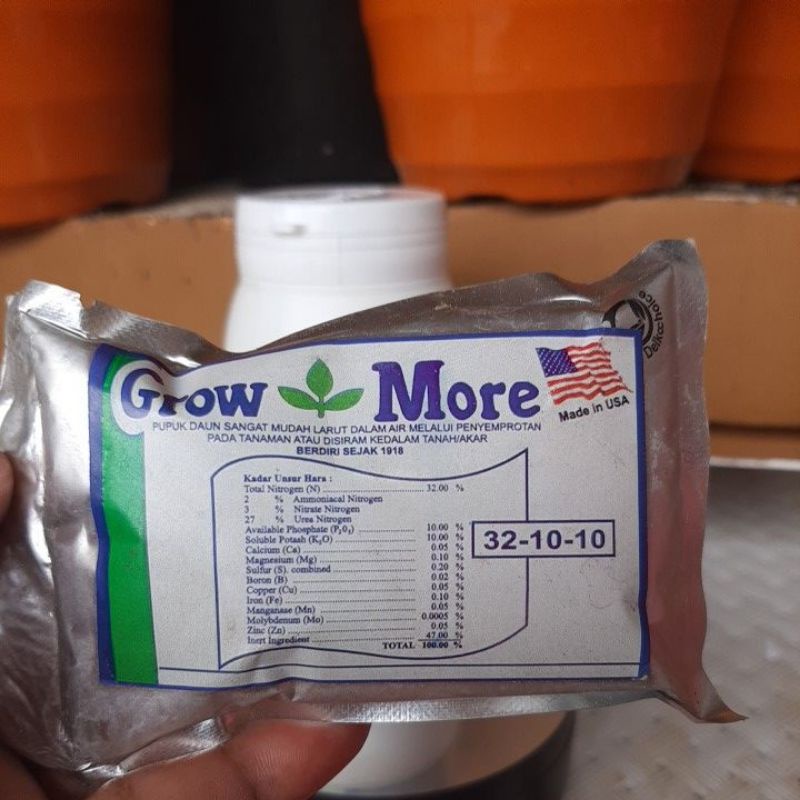 Grow More
Made in USA
Delkochoice
PUPUK DAUN SANGAT MUDAH LARUT DALAM AIR MELALUI PENYEMPROTAN
PADA TANAMAN ATAU DISIRAM KEDALAM TANAH/AKAR
BERDIRI SEJAK 1918
Kadar Unsur Hara :
Total Nitrogen (N) 32.00 %
2 % Ammoniacal Nitrogen
3 % Nitrate Nitrogen
27 % Urea Nitrogen
Available Phosphate (P₂O₅) 10.00 %
Soluble Potash (K₂O) 10.00 %
Calcium (Ca) 0.05 %
Magnesium (Mg) 0.10 %
Sulfur (S). combined 0.20 %
Boron (B) 0.02 %
Copper (Cu) 0.05 %
Iron (Fe) 0.10 %
Manganase (Mn) 0.05 %
Molybdenum (Mo) 0.0005 %
Zinc (Zn) 0.05 %
Inert Ingredient 47.00 %
TOTAL 100.00 %
32-10-10